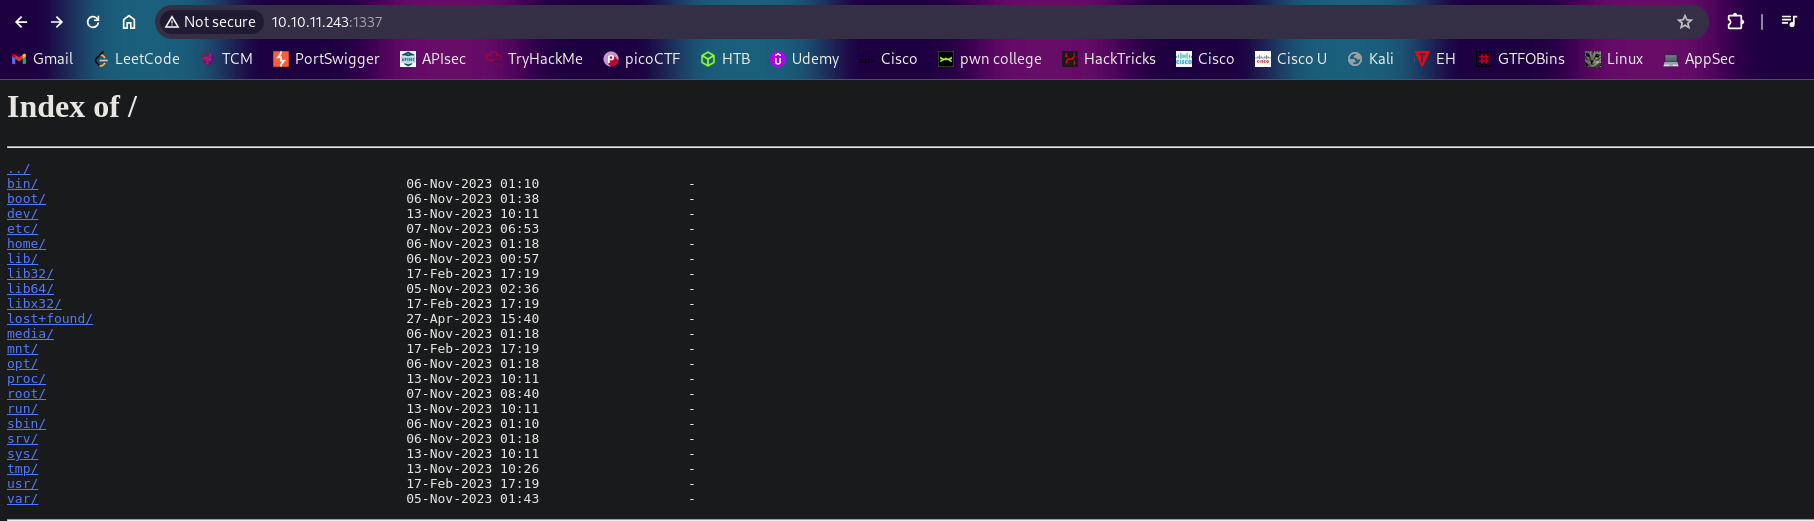 Not secure 10.10.11.243:1337
Gmail LeetCode TCM PortSwigger APIsec TryHackMe picoCTF HTB Udemy Cisco pwn college HackTricks Cisco Cisco U Kali EH GTFOBins Linux AppSec
Index of /
../
bin/ 06-Nov-2023 01:10 -
boot/ 06-Nov-2023 01:38 -
dev/ 13-Nov-2023 10:11 -
etc/ 07-Nov-2023 06:53 -
home/ 06-Nov-2023 01:18 -
lib/ 06-Nov-2023 00:57 -
lib32/ 17-Feb-2023 17:19 -
lib64/ 05-Nov-2023 02:36 -
libx32/ 17-Feb-2023 17:19 -
lost+found/ 27-Apr-2023 15:40 -
media/ 06-Nov-2023 01:18 -
mnt/ 17-Feb-2023 17:19 -
opt/ 06-Nov-2023 01:18 -
proc/ 13-Nov-2023 10:11 -
root/ 07-Nov-2023 08:40 -
run/ 13-Nov-2023 10:11 -
sbin/ 06-Nov-2023 01:10 -
srv/ 06-Nov-2023 01:18 -
sys/ 13-Nov-2023 10:11 -
tmp/ 13-Nov-2023 10:26 -
usr/ 17-Feb-2023 17:19 -
var/ 05-Nov-2023 01:43 -